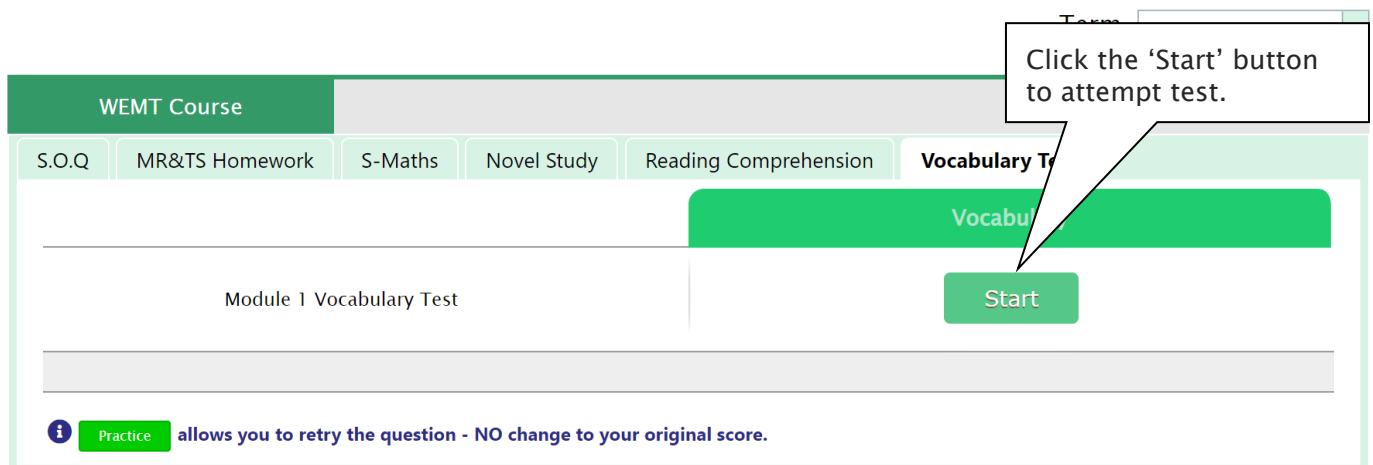 Term
Click the ‘Start’ button
to attempt test.
WEMT Course
S.O.Q MR&TS Homework S-Maths Novel Study Reading Comprehension Vocabulary
Module 1 Vocabulary Test Start
Practice allows you to retry the question - NO change to your original score.